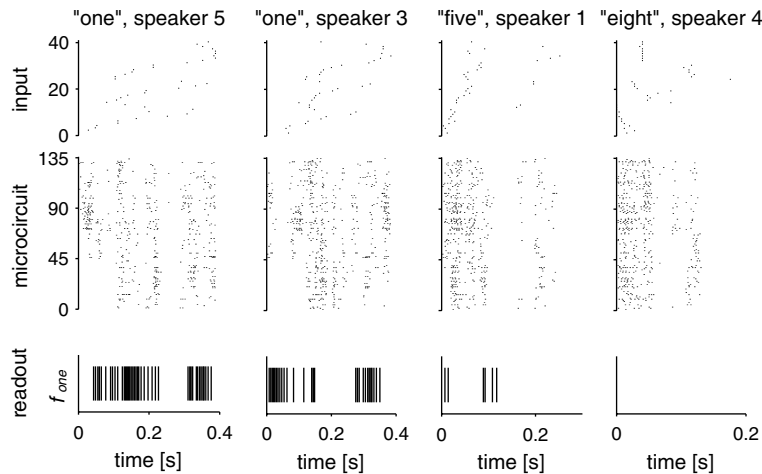 "one", speaker 5 "one", speaker 3 "five", speaker 1 "eight", speaker 4
input
40
20
0
microcircuit
135
90
45
0
readout
f one
0 0.2 0.4 0 0.2 0.4 0 0.2 0 0.2
time [s] time [s] time [s] time [s]